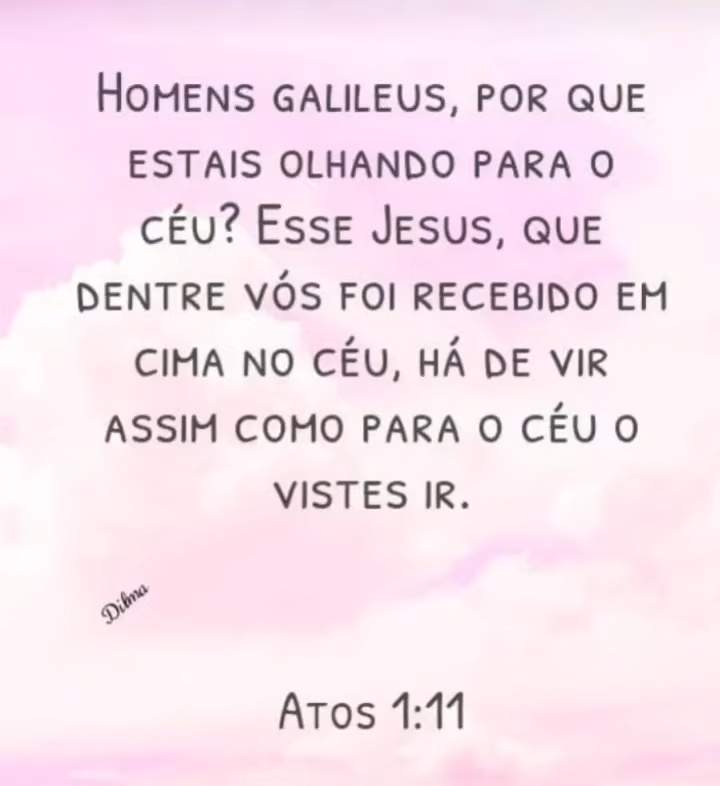 Homens galileus, por que
estais olhando para o
céu? Esse Jesus, que
dentre vós foi recebido em
cima no céu, há de vir
assim como para o céu o
vistes ir.
Dilma
Atos 1:11